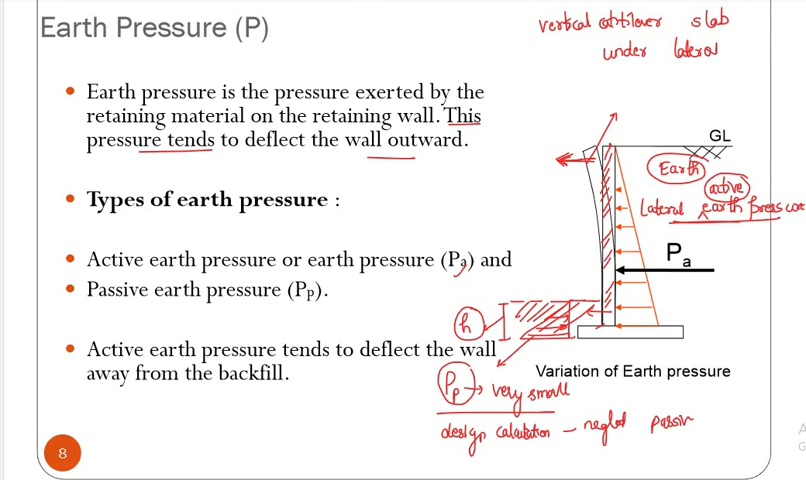 Earth Pressure (P)
vertical cantilever slab
under lateral
Earth pressure is the pressure exerted by the
retaining material on the retaining wall. This
pressure tends to deflect the wall outward.
GL
Earth
active
Lateral earth pressure
Types of earth pressure :
Pa
Active earth pressure or earth pressure (Pa) and
Passive earth pressure (Pp).
h
Active earth pressure tends to deflect the wall
away from the backfill.
Variation of Earth pressure
Pp → very small
design calculation – neglect passiv
8